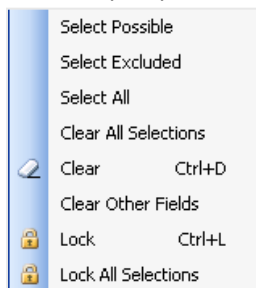 Select Possible
Select Excluded
Select All
Clear All Selections
Clear Ctrl+D
Clear Other Fields
Lock Ctrl+L
Lock All Selections